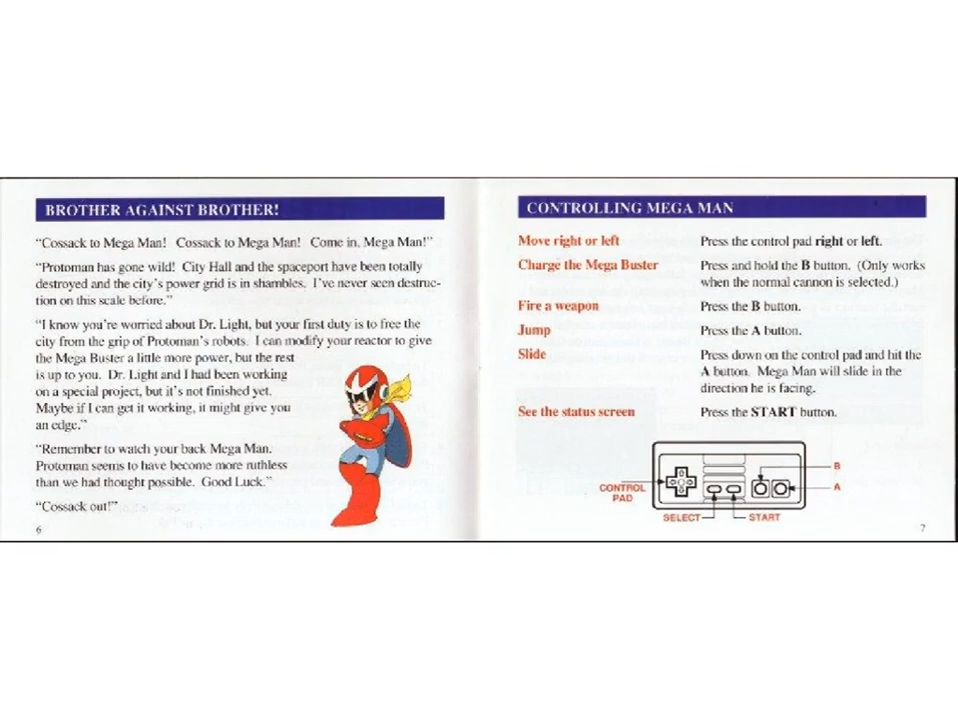 BROTHER AGAINST BROTHER!
“Cossack to Mega Man! Cossack to Mega Man! Come in, Mega Man!”
“Protoman has gone wild! City Hall and the spaceport have been totally
destroyed and the city’s power grid is in shambles. I’ve never seen destruc-
tion on this scale before.”
“I know you’re worried about Dr. Light, but your first duty is to free the
city from the grip of Protoman’s robots. I can modify your reactor to give
the Mega Buster a little more power, but the rest
is up to you. Dr. Light and I had been working
on a special project, but it’s not finished yet.
Maybe if I can get it working, it might give you
an edge.”
“Remember to watch your back Mega Man.
Protoman seems to have become more ruthless
than we had thought possible. Good Luck.”
“Cossack out!”
6
CONTROLLING MEGA MAN
Move right or left Press the control pad right or left.
Charge the Mega Buster Press and hold the B button. (Only works
when the normal cannon is selected.)
Fire a weapon Press the B button.
Jump Press the A button.
Slide Press down on the control pad and hit the
A button. Mega Man will slide in the
direction he is facing.
See the status screen Press the START button.
B
CONTROL A
PAD
SELECT START
7